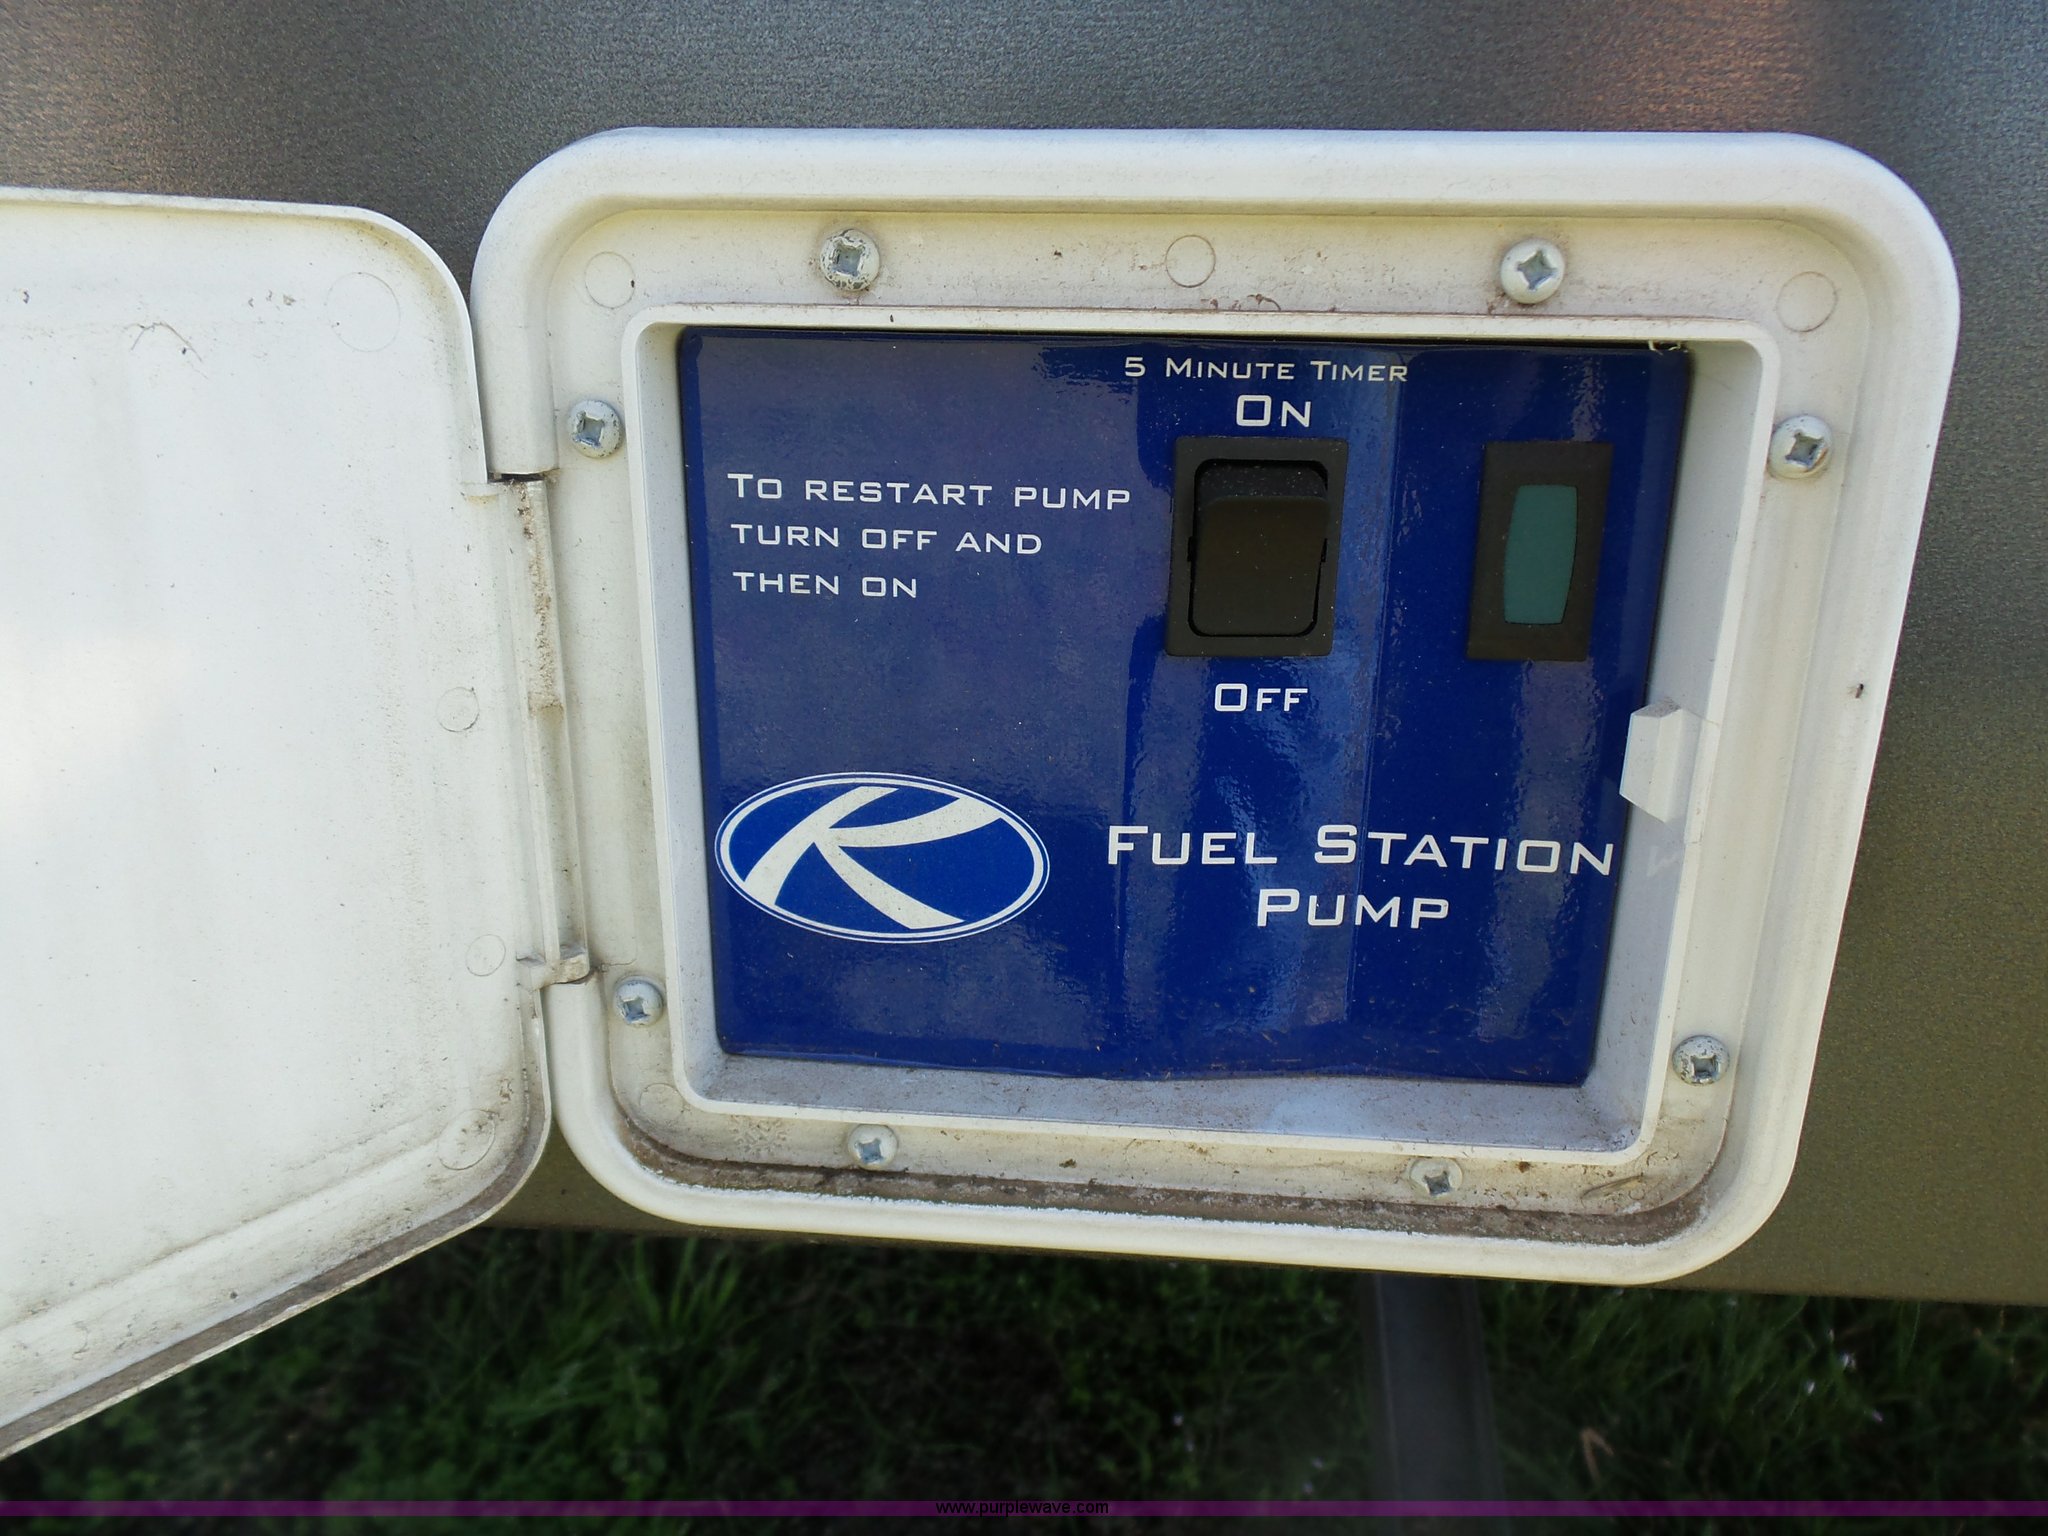 5 Minute Timer
On
To restart pump
turn off and
then on
Off
K
Fuel Station
Pump
www.purplewave.com